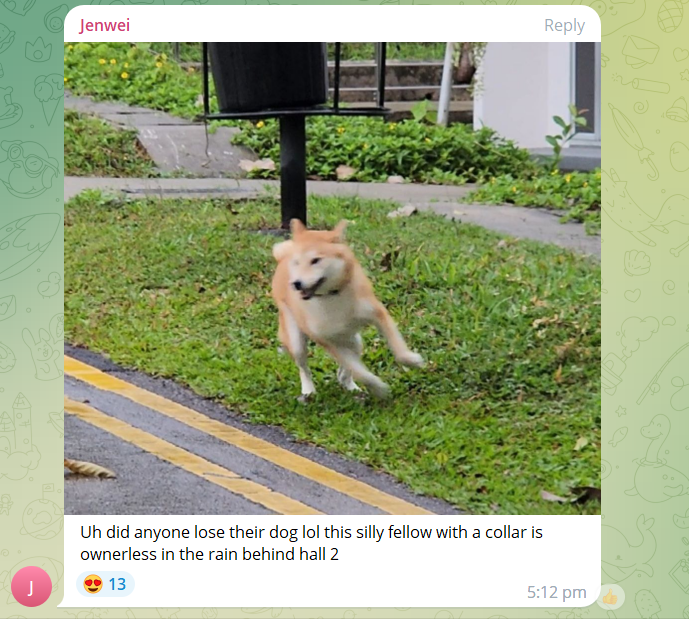 Jenwei
Reply
Uh did anyone lose their dog lol this silly fellow with a collar is
ownerless in the rain behind hall 2
😍 13
J
5:12 pm